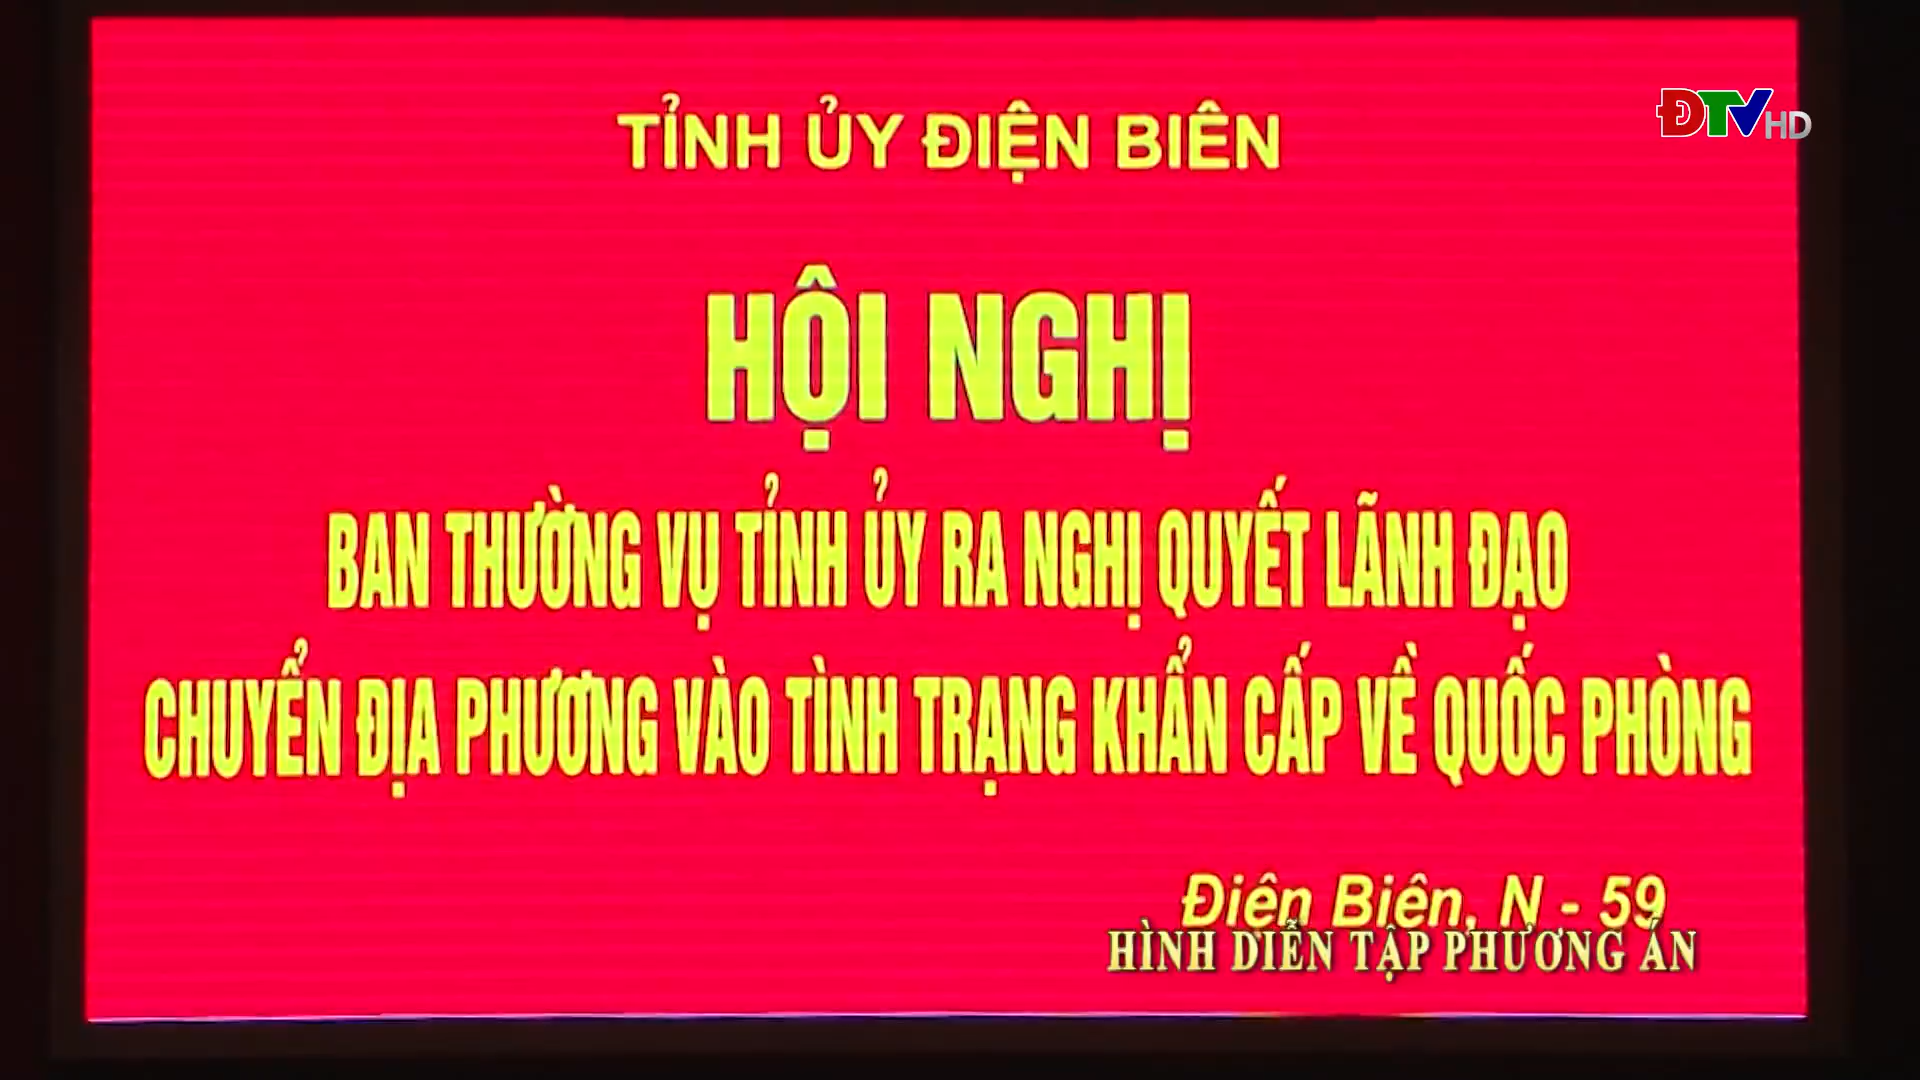 TỈNH ỦY ĐIỆN BIÊN
ĐTV HD
HỘI NGHỊ
BAN THƯỜNG VỤ TỈNH ỦY RA NGHỊ QUYẾT LÃNH ĐẠO
CHUYỂN ĐỊA PHƯƠNG VÀO TÌNH TRẠNG KHẨN CẤP VỀ QUỐC PHÒNG
Điện Biên, N - 59
HÌNH DIỄN TẬP PHƯƠNG ÁN